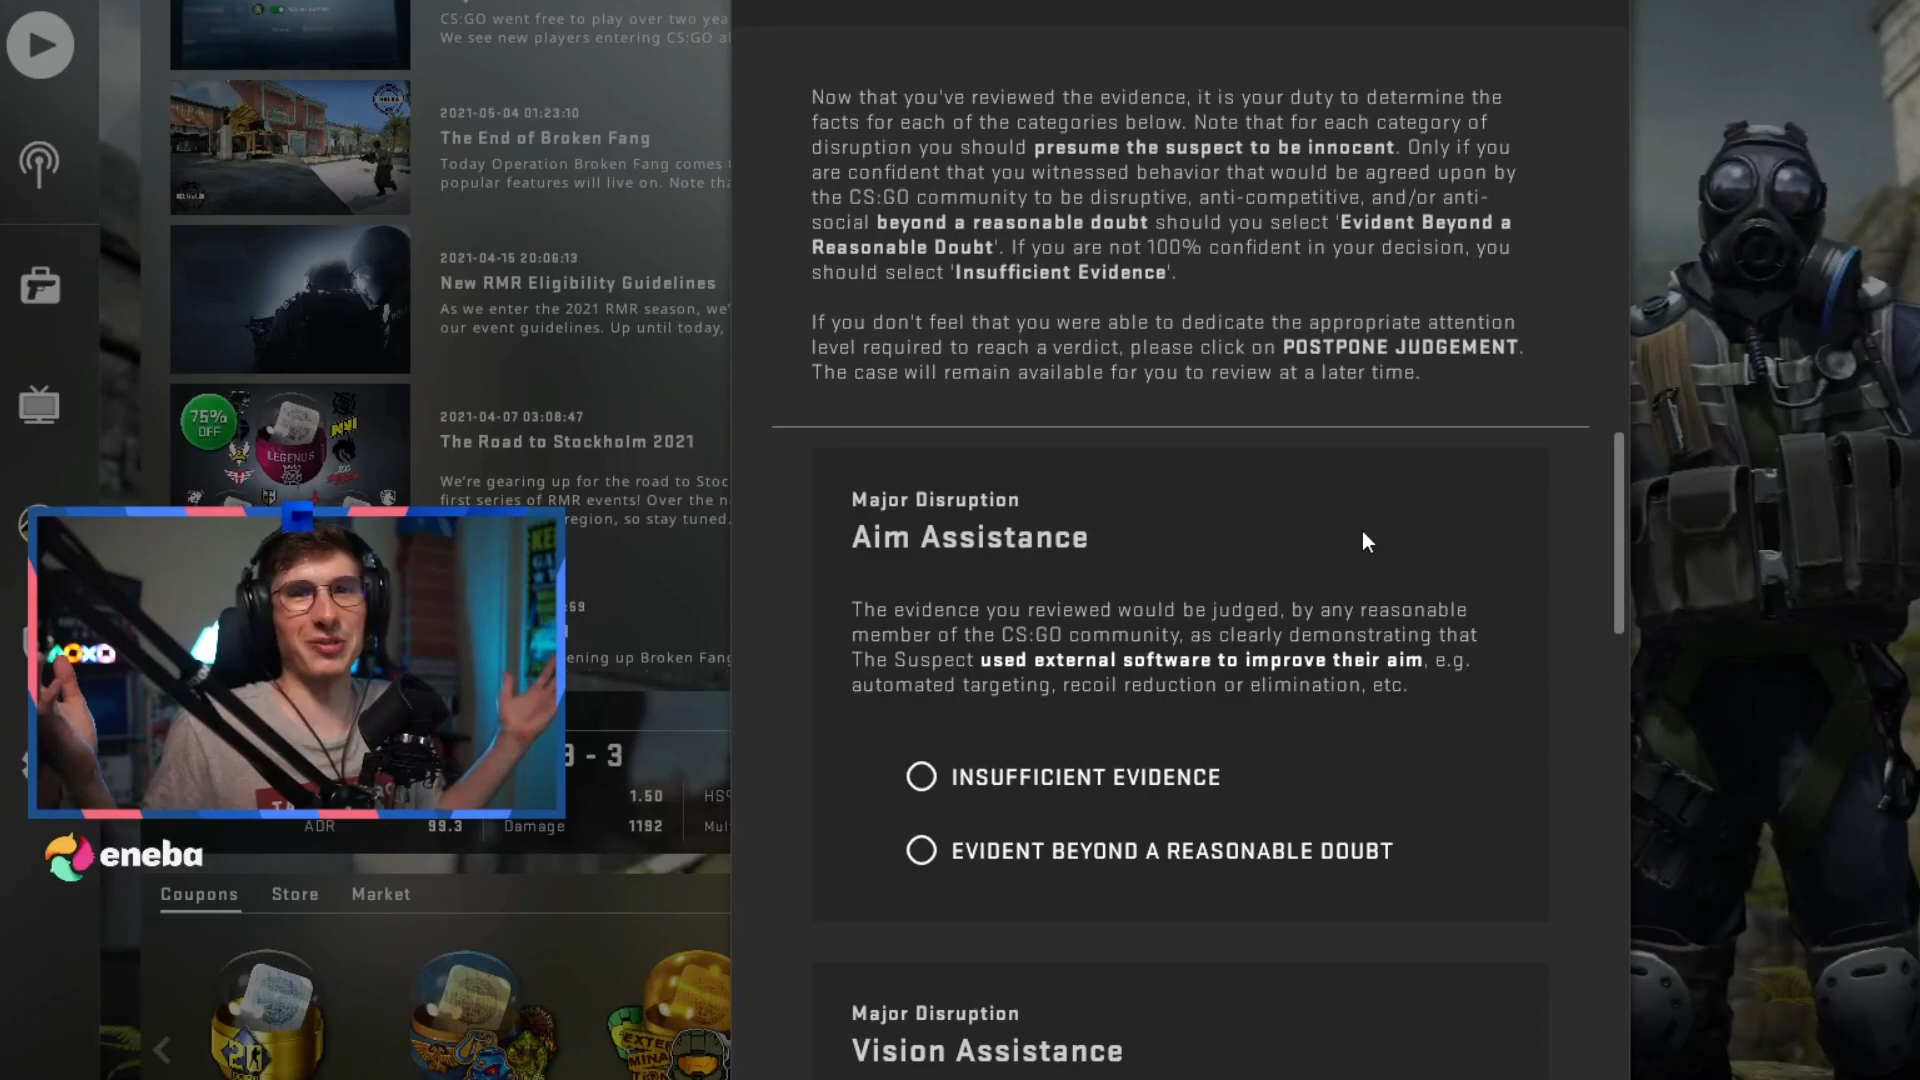 CS:GO went free to play over two yea
We see new players entering CS:GO a
2021-05-04 01:23:10
The End of Broken Fang
Today Operation Broken Fang comes
popular features will live on. Note tha
2021-04-15 20:06:13
New RMR Eligibility Guidelines
As we enter the 2021 RMR season, we'
our event guidelines. Up until today,
75%
OFF
LEGENDS
2021-04-07 03:08:47
The Road to Stockholm 2021
We're gearing up for the road to Stoc
first series of RMR events! Over the n
region, so stay tuned.
:59
ening up Broken Fang
- 3
1.50
HS%
ADR
99.3
Damage
1192
Mul
eneba
Coupons
Store
Market
Now that you've reviewed the evidence, it is your duty to determine the
facts for each of the categories below. Note that for each category of
disruption you should presume the suspect to be innocent. Only if you
are confident that you witnessed behavior that would be agreed upon by
the CS:GO community to be disruptive, anti-competitive, and/or anti-
social beyond a reasonable doubt should you select 'Evident Beyond a
Reasonable Doubt'. If you are not 100% confident in your decision, you
should select 'Insufficient Evidence'.
If you don't feel that you were able to dedicate the appropriate attention
level required to reach a verdict, please click on POSTPONE JUDGEMENT.
The case will remain available for you to review at a later time.
Major Disruption
Aim Assistance
The evidence you reviewed would be judged, by any reasonable
member of the CS:GO community, as clearly demonstrating that
The Suspect used external software to improve their aim, e.g.
automated targeting, recoil reduction or elimination, etc.
INSUFFICIENT EVIDENCE
EVIDENT BEYOND A REASONABLE DOUBT
Major Disruption
Vision Assistance